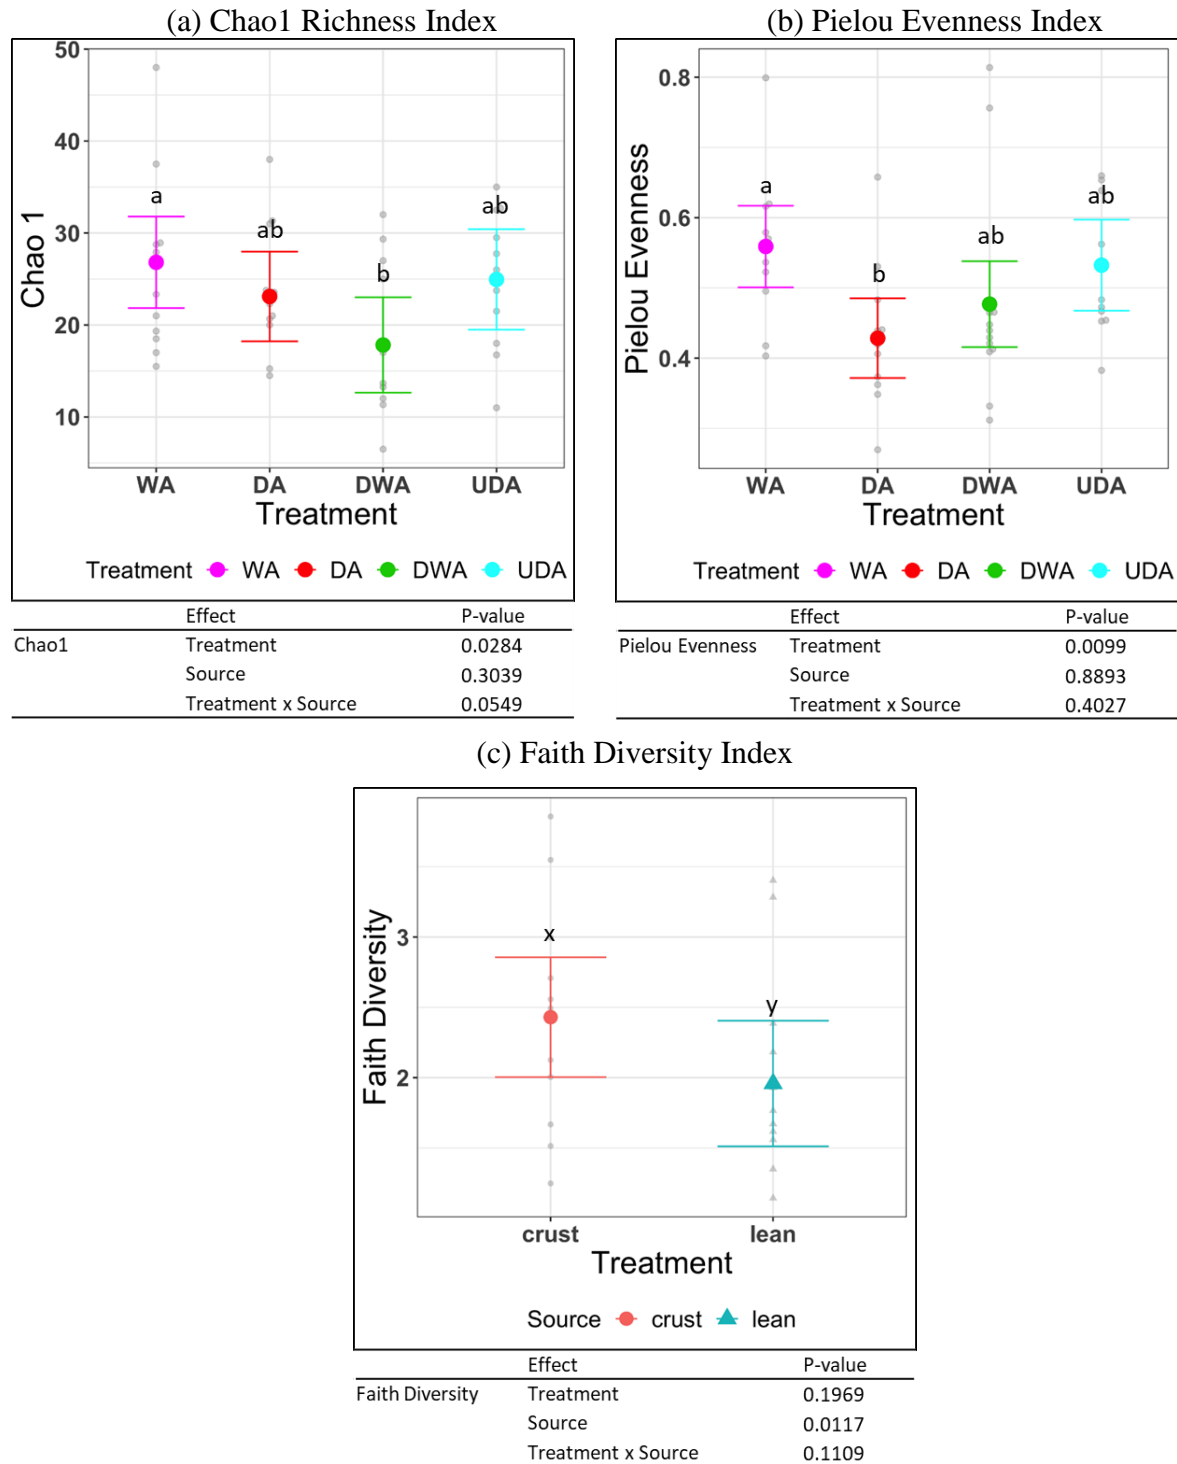 (a) Chao1 Richness Index
50
40
30
20
10
Chao 1
a
ab
b
ab
WA DA DWA UDA
Treatment
Treatment WA DA DWA UDA
Effect P-value
Chao1 Treatment 0.0284
Source 0.3039
Treatment x Source 0.0549
(b) Pielou Evenness Index
0.8
0.6
0.4
Pielou Evenness
a
b
ab
ab
WA DA DWA UDA
Treatment
Treatment WA DA DWA UDA
Effect P-value
Pielou Evenness Treatment 0.0099
Source 0.8893
Treatment x Source 0.4027
(c) Faith Diversity Index
3
2
Faith Diversity
x
y
crust lean
Treatment
Source crust lean
Effect P-value
Faith Diversity Treatment 0.1969
Source 0.0117
Treatment x Source 0.1109